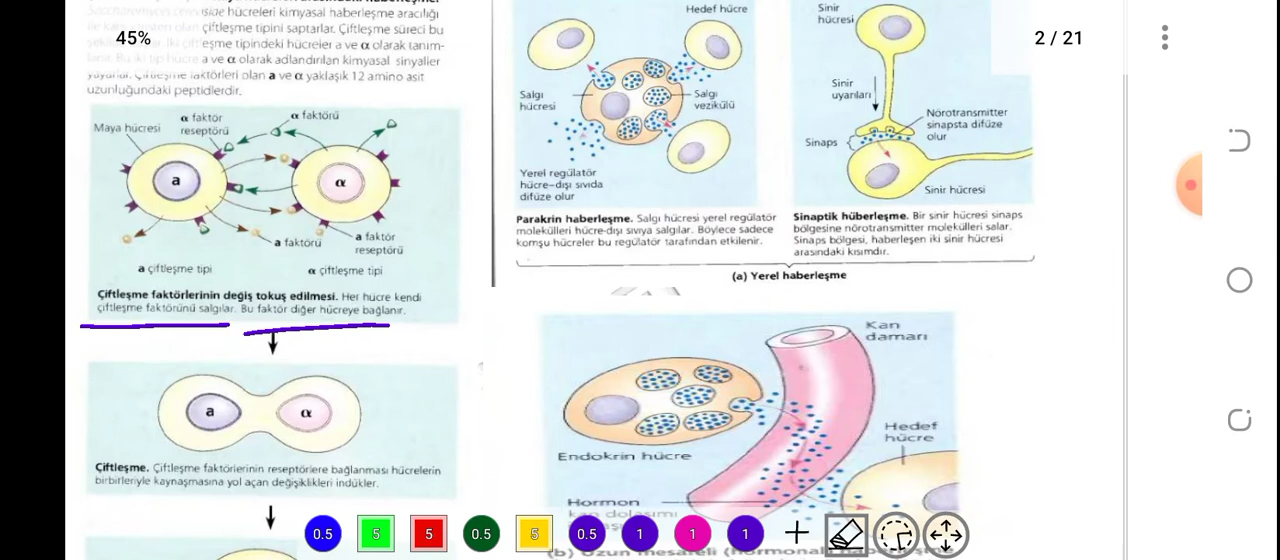 hücreleri kimyasal haberleşme aracılığı
çiftleşme tipini saptarlar. Çiftleşme süreci bu
eşme tipindeki hücreler a ve α olarak tanım-
a ve α olarak adlandırılan kimyasal sinyaller
faktörleri olan a ve α yaklaşık 12 amino asit
uzunluğundaki peptidlerdir.
45%
2 / 21
Maya hücresi
α faktör
reseptörü
α faktörü
a
α
a faktörü
a faktör
reseptörü
a çiftleşme tipi
α çiftleşme tipi
Çiftleşme faktörlerinin değiş tokuş edilmesi. Her hücre kendi
çiftleşme faktörünü salgılar. Bu faktör diğer hücreye bağlanır.
a
α
Çiftleşme. Çiftleşme faktörlerinin reseptörlere bağlanması hücrelerin
birbirleriyle kaynaşmasına yol açan değişiklikleri indükler.
Hedef hücre
Salgı
hücresi
Salgı
vezikülü
Yerel regülatör
hücre-dışı sıvıda
difüze olur
Parakrin haberleşme. Salgı hücresi yerel regülatör
molekülleri hücre-dışı sıvıya salgılar. Böylece sadece
komşu hücreler bu regülatör tarafından etkilenir.
Sinir
hücresi
Sinir
uyarıları
Nörotransmitter
sinapsta difüze
olur
Sinaps
Sinir hücresi
Sinaptik hüberleşme. Bir sinir hücresi sinaps
bölgesine nörotransmitter molekülleri salar.
Sinaps bölgesi, haberleşen iki sinir hücresi
arasındaki kısımdır.
(a) Yerel haberleşme
Kan
damarı
Endokrin hücre
Hedef
hücre
Hormon
kan dolaşımı
(b) Uzun mesafeli (hormonal)
0.5
5
5
0.5
5
0.5
1
1
1